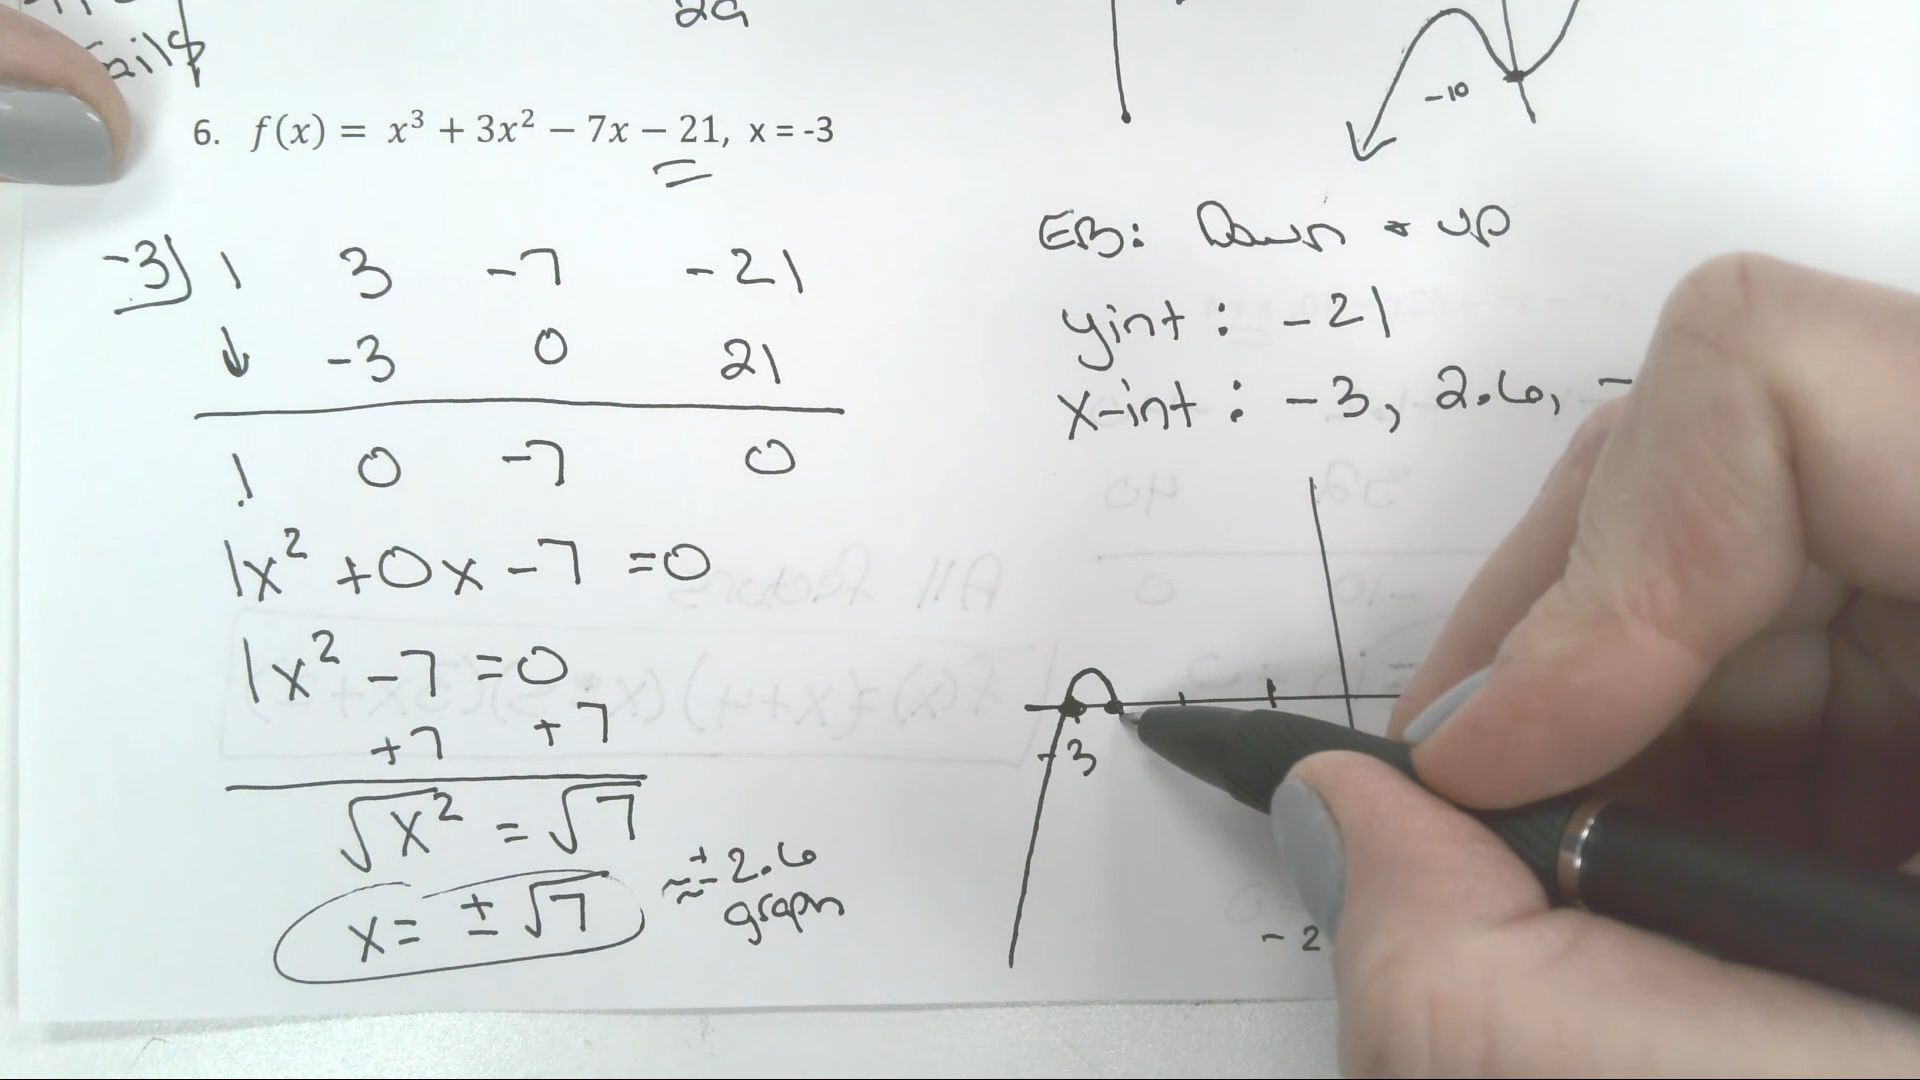 2a
6. f(x) = x³ + 3x² − 7x − 21, x = -3
-3 1 3 -7 -21
↓ -3 0 21
1 0 -7 0
1x² + 0x - 7 = 0
1x² - 7 = 0
+7 +7
√x² = √7
x = ± √7
≈ ± 2.6
graph
-10
EB: Down + up
yint : -21
x-int : -3, 2.6, -
-3
-2